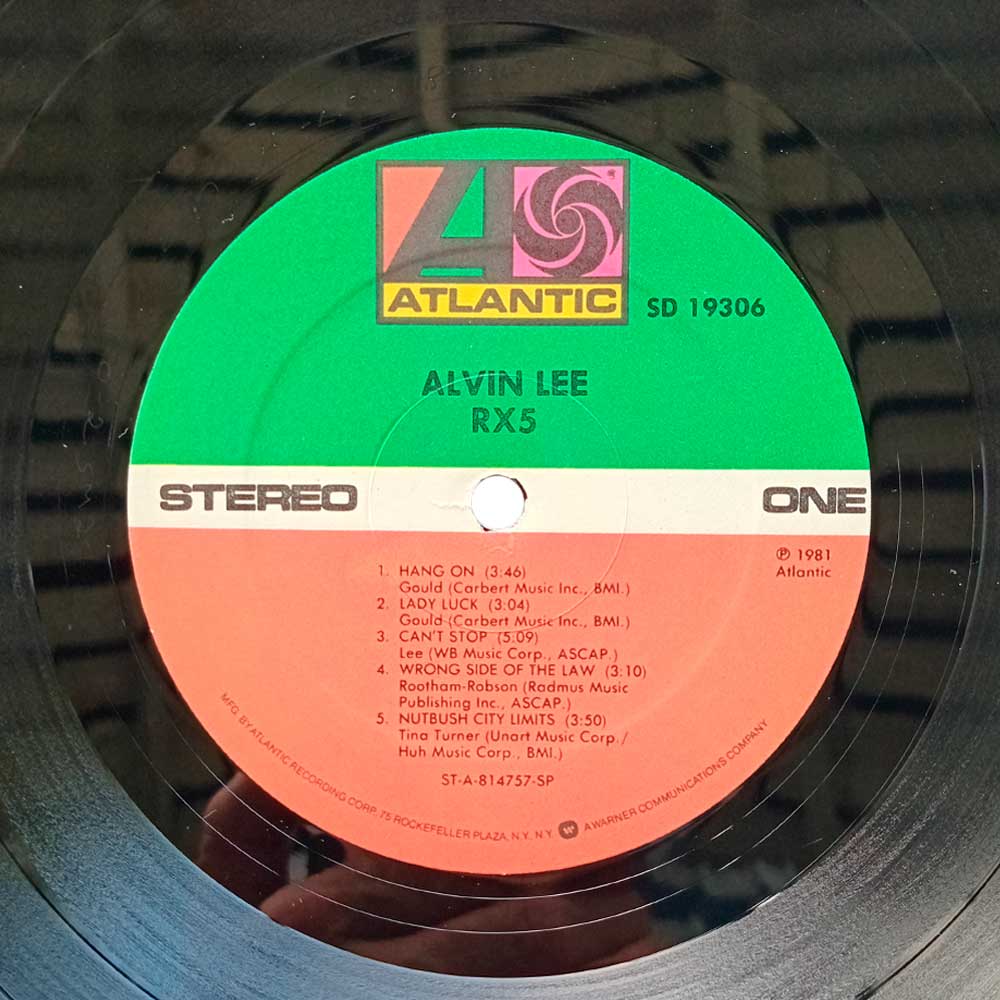 ATLANTIC
SD 19306
ALVIN LEE
RX5
STEREO
ONE
℗ 1981
Atlantic
1. HANG ON (3:46)
Gould (Carbert Music Inc., BMI.)
2. LADY LUCK (3:04)
Gould (Carbert Music Inc., BMI.)
3. CAN'T STOP (5:09)
Lee (WB Music Corp., ASCAP.)
4. WRONG SIDE OF THE LAW (3:10)
Rootham-Robson (Radmus Music
Publishing Inc., ASCAP.)
5. NUTBUSH CITY LIMITS (3:50)
Tina Turner (Unart Music Corp./
Huh Music Corp., BMI.)
ST-A-814757-SP
MFG. BY ATLANTIC RECORDING CORP. 75 ROCKEFELLER PLAZA, N.Y., N.Y. A WARNER COMMUNICATIONS COMPANY